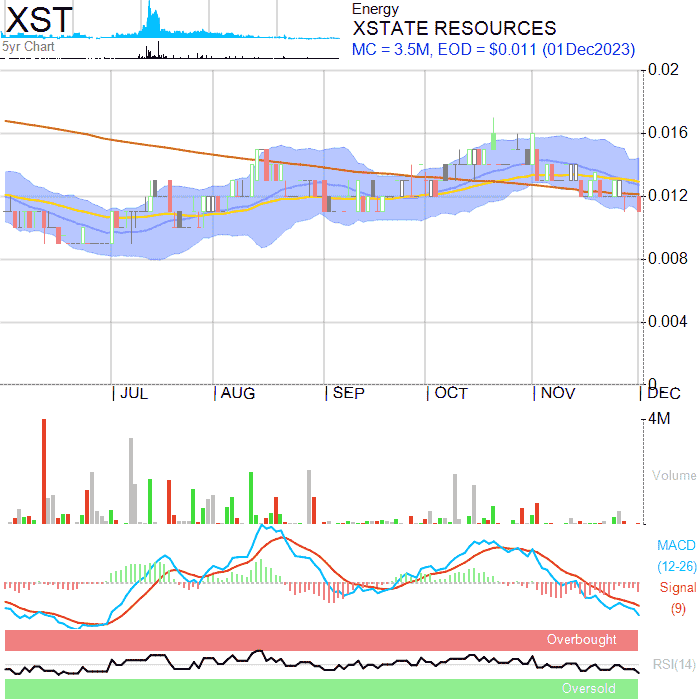 XST
5yr Chart
Energy
XSTATE RESOURCES
MC = 3.5M, EOD = $0.011 (01Dec2023)
0.02
0.016
0.012
0.008
0.004
0
JUL AUG SEP OCT NOV DEC
4M
Volume
MACD
(12-26)
Signal
(9)
Overbought
RSI(14)
Oversold